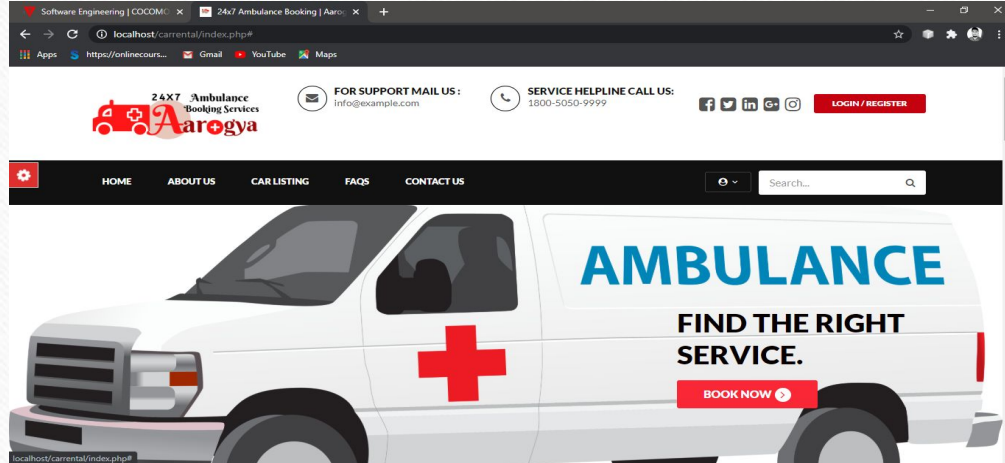 Software Engineering | COCOMO
24x7 Ambulance Booking | Aarog
localhost/carrental/index.php#
Apps
https://onlinecours...
Gmail
YouTube
Maps
24X7 Ambulance
Booking Services
Aarogya
FOR SUPPORT MAIL US :
info@example.com
SERVICE HELPLINE CALL US:
1800-5050-9999
LOGIN / REGISTER
HOME
ABOUT US
CAR LISTING
FAQS
CONTACT US
Search...
AMBULANCE
FIND THE RIGHT
SERVICE.
BOOK NOW
localhost/carrental/index.php#